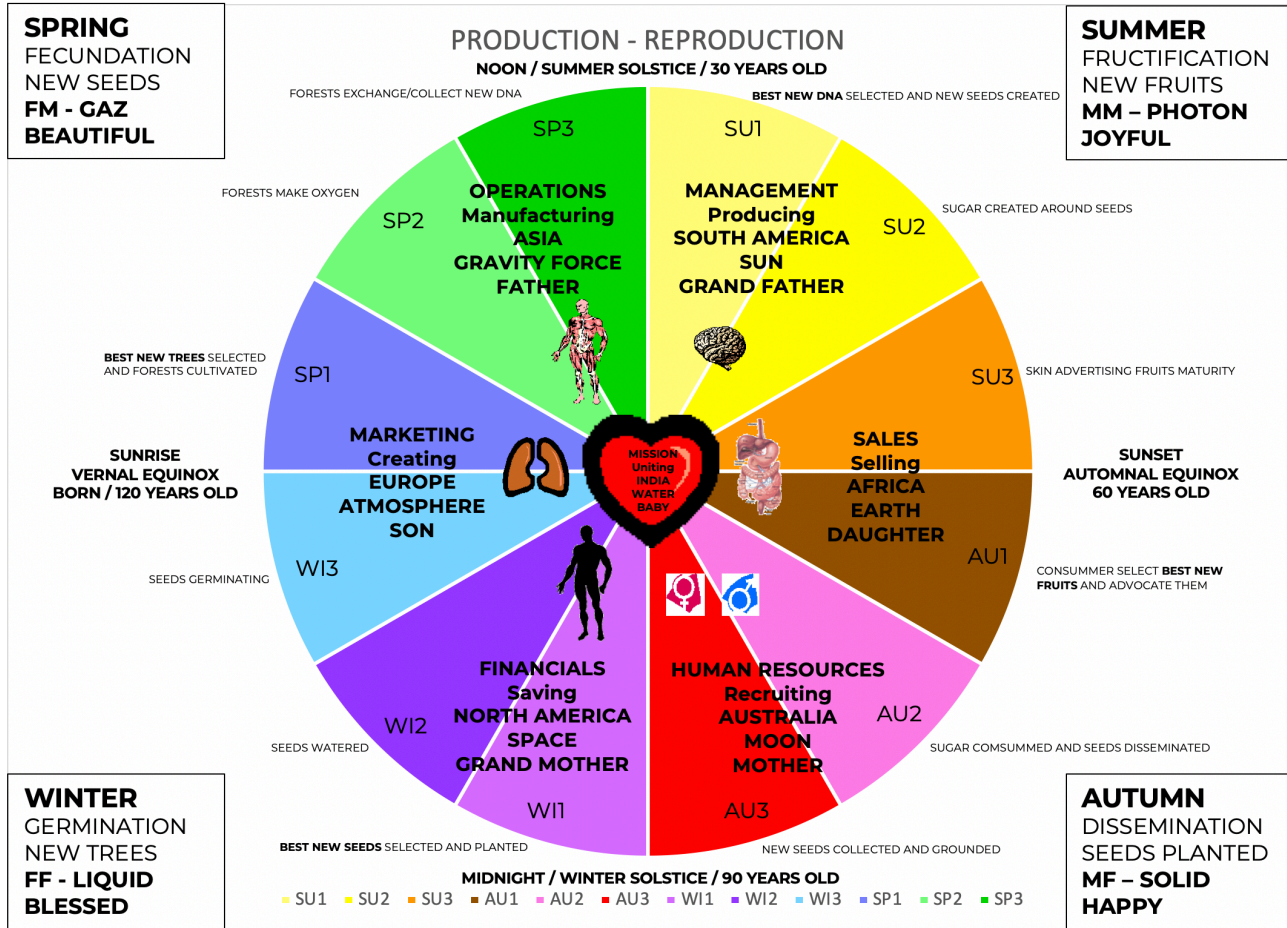 SPRING
FECUNDATION
NEW SEEDS
FM - GAZ
BEAUTIFUL
PRODUCTION - REPRODUCTION
NOON / SUMMER SOLSTICE / 30 YEARS OLD
SUMMER
FRUCTIFICATION
NEW FRUITS
MM – PHOTON
JOYFUL
FORESTS EXCHANGE/COLLECT NEW DNA
BEST NEW DNA SELECTED AND NEW SEEDS CREATED
SP3
SU1
FORESTS MAKE OXYGEN
SP2
OPERATIONS
Manufacturing
ASIA
GRAVITY FORCE
FATHER
MANAGEMENT
Producing
SOUTH AMERICA
SUN
GRAND FATHER
SU2
SUGAR CREATED AROUND SEEDS
BEST NEW TREES SELECTED
AND FORESTS CULTIVATED
SP1
SU3
SKIN ADVERTISING FRUITS MATURITY
SUNRISE
VERNAL EQUINOX
BORN / 120 YEARS OLD
MARKETING
Creating
EUROPE
ATMOSPHERE
SON
MISSION
Uniting
INDIA
WATER
BABY
SALES
Selling
AFRICA
EARTH
DAUGHTER
SUNSET
AUTOMNAL EQUINOX
60 YEARS OLD
SEEDS GERMINATING
WI3
AU1
CONSUMMER SELECT BEST NEW
FRUITS AND ADVOCATE THEM
FINANCIALS
Saving
NORTH AMERICA
SPACE
GRAND MOTHER
HUMAN RESOURCES
Recruiting
AUSTRALIA
MOON
MOTHER
SEEDS WATERED
WI2
AU2
SUGAR COMSUMMED AND SEEDS DISSEMINATED
WI1
AU3
BEST NEW SEEDS SELECTED AND PLANTED
NEW SEEDS COLLECTED AND GROUNDED
WINTER
GERMINATION
NEW TREES
FF - LIQUID
BLESSED
MIDNIGHT / WINTER SOLSTICE / 90 YEARS OLD
SU1 SU2 SU3 AU1 AU2 AU3 WI1 WI2 WI3 SP1 SP2 SP3
AUTUMN
DISSEMINATION
SEEDS PLANTED
MF – SOLID
HAPPY